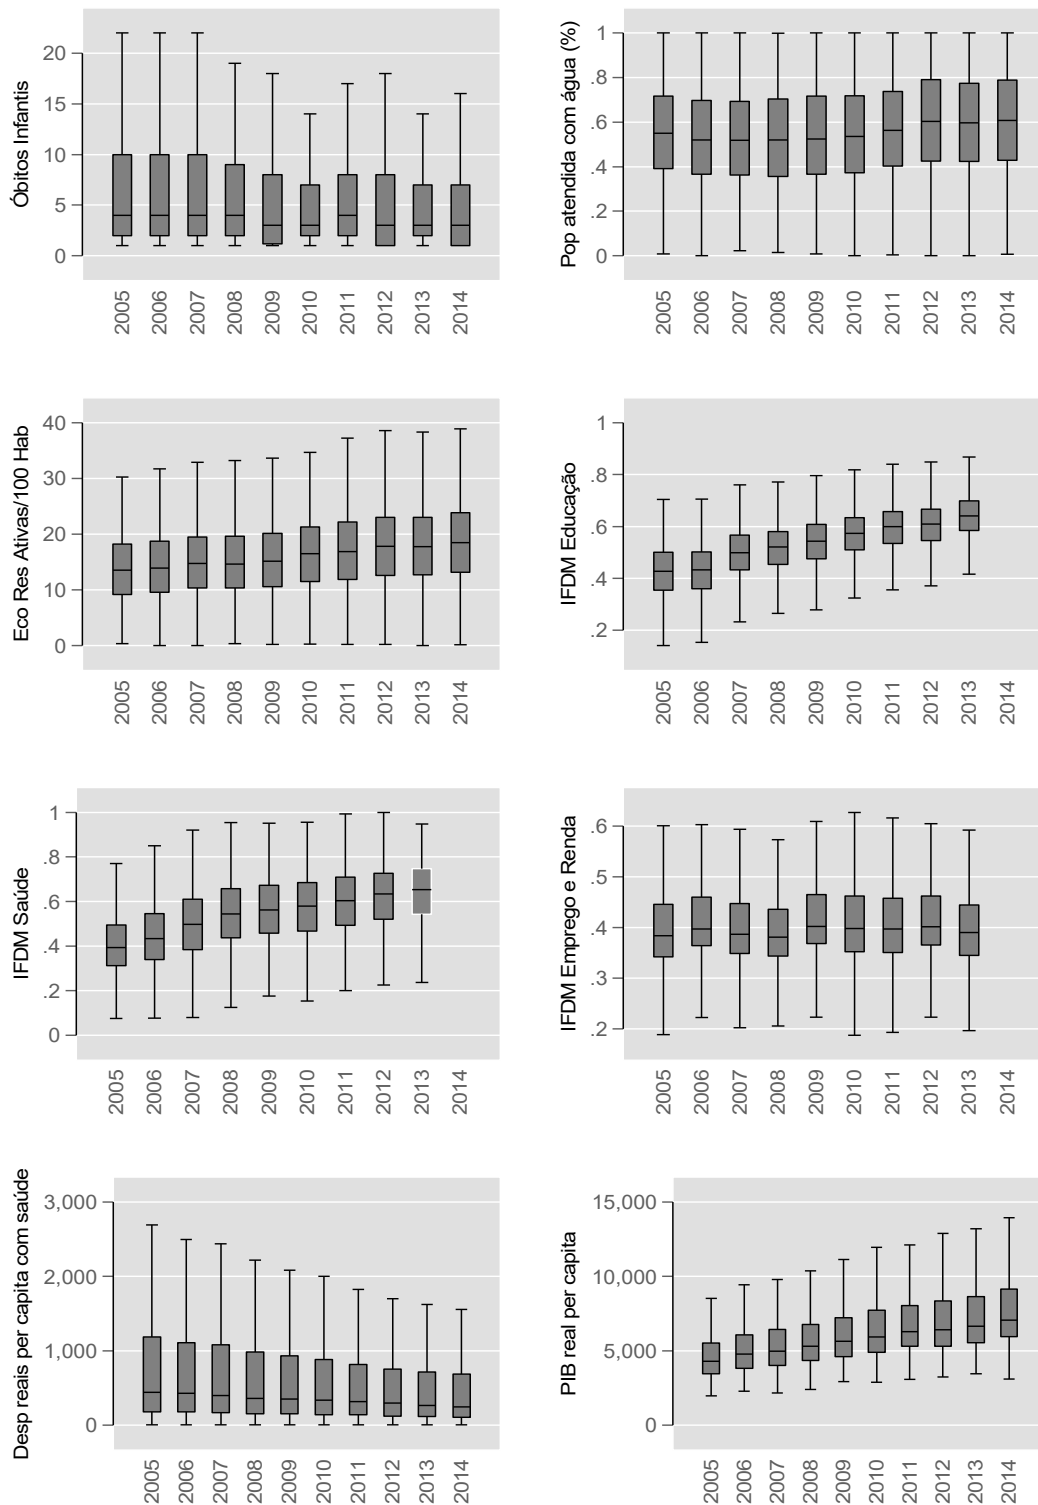 Óbitos Infantis
20
15
10
5
0
2005 2006 2007 2008 2009 2010 2011 2012 2013 2014
Pop atendida com água (%)
1
.8
.6
.4
.2
0
2005 2006 2007 2008 2009 2010 2011 2012 2013 2014
Eco Res Ativas/100 Hab
40
30
20
10
0
2005 2006 2007 2008 2009 2010 2011 2012 2013 2014
IFDM Educação
1
.8
.6
.4
.2
2005 2006 2007 2008 2009 2010 2011 2012 2013 2014
IFDM Saúde
1
.8
.6
.4
.2
0
2005 2006 2007 2008 2009 2010 2011 2012 2013 2014
IFDM Emprego e Renda
.6
.5
.4
.3
.2
2005 2006 2007 2008 2009 2010 2011 2012 2013 2014
Desp reais per capita com saúde
3,000
2,000
1,000
0
2005 2006 2007 2008 2009 2010 2011 2012 2013 2014
PIB real per capita
15,000
10,000
5,000
0
2005 2006 2007 2008 2009 2010 2011 2012 2013 2014